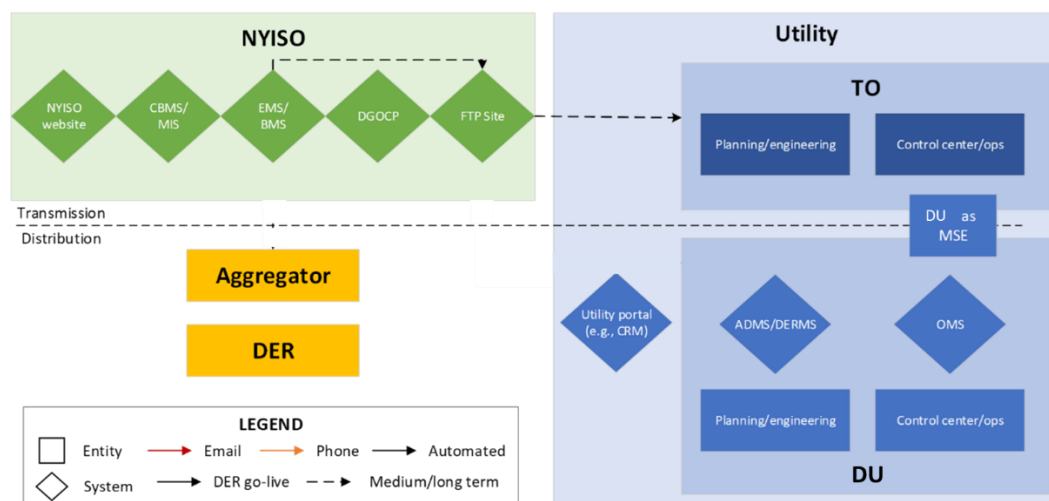 NYISO
NYISO
website
CBMS/
MIS
EMS/
BMS
DGOCP
FTP Site
Utility
TO
Planning/engineering
Control center/ops
Transmission
Distribution
DU as
MSE
Aggregator
DER
Utility portal
(e.g., CRM)
ADMS/DERMS
OMS
Planning/engineering
Control center/ops
DU
LEGEND
Entity
Email
Phone
Automated
System
DER go-live
Medium/long term